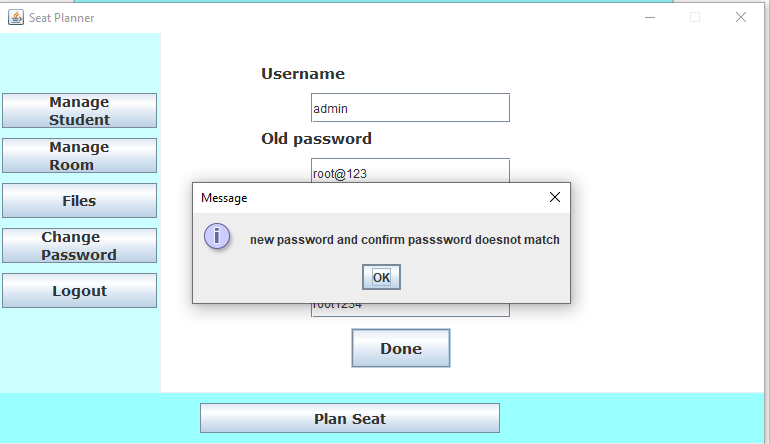 Seat Planner
Username
admin
Old password
root@123
Manage
Student
Manage
Room
Files
Change
Password
Logout
Message
new password and confirm passsword doesnot match
OK
root1234
Done
Plan Seat